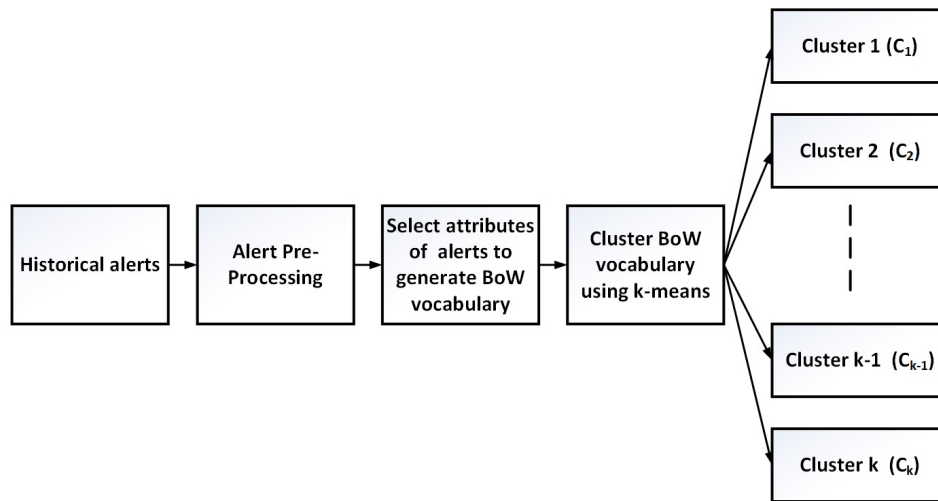 Historical alerts
Alert Pre-
Processing
Select attributes
of alerts to
generate BoW
vocabulary
Cluster BoW
vocabulary
using k-means
Cluster 1 (C₁)
Cluster 2 (C₂)
Cluster k-1 (Cₖ₋₁)
Cluster k (Cₖ)